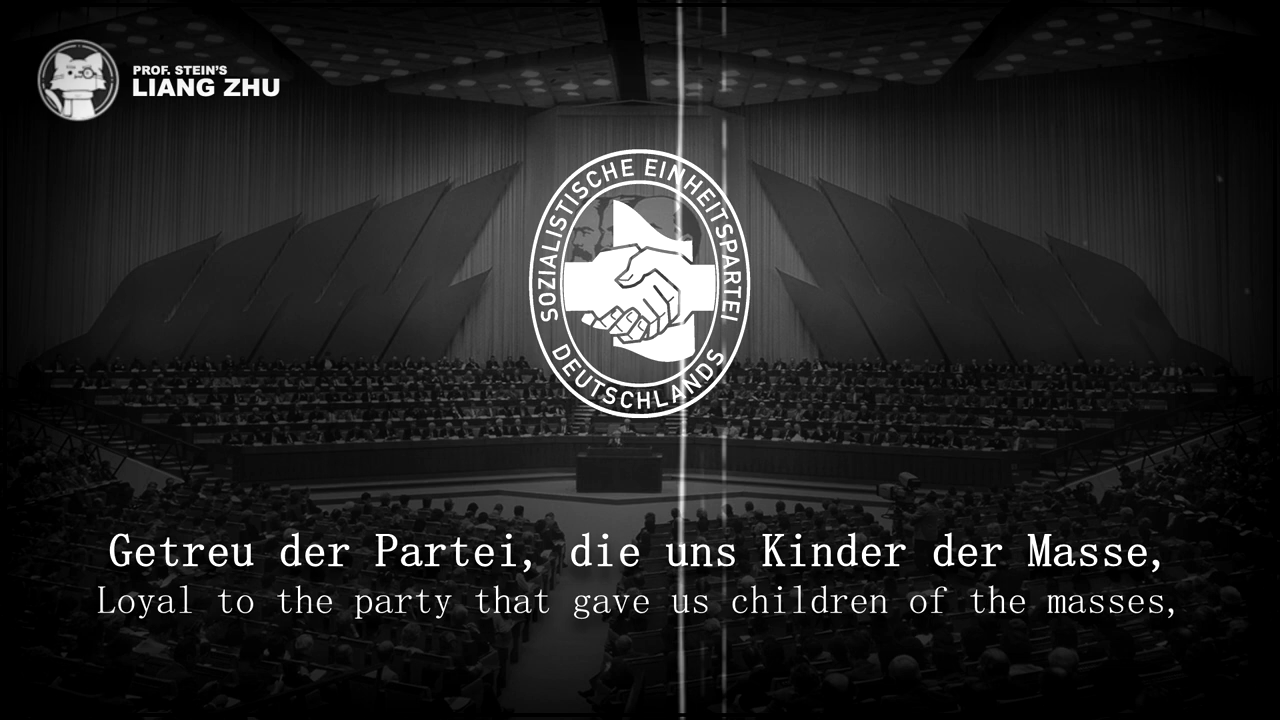 PROF. STEIN'S
LIANG ZHU
SOZIALISTISCHE EINHEITSPARTEI
DEUTSCHLANDS
Getreu der Partei, die uns Kinder der Masse,
Loyal to the party that gave us children of the masses,